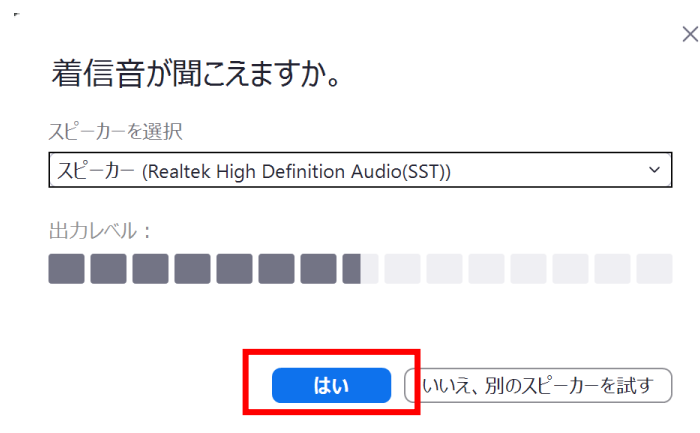 着信音が聞こえますか。
スピーカーを選択
スピーカー (Realtek High Definition Audio(SST))
出力レベル：
はい
いいえ、別のスピーカーを試す